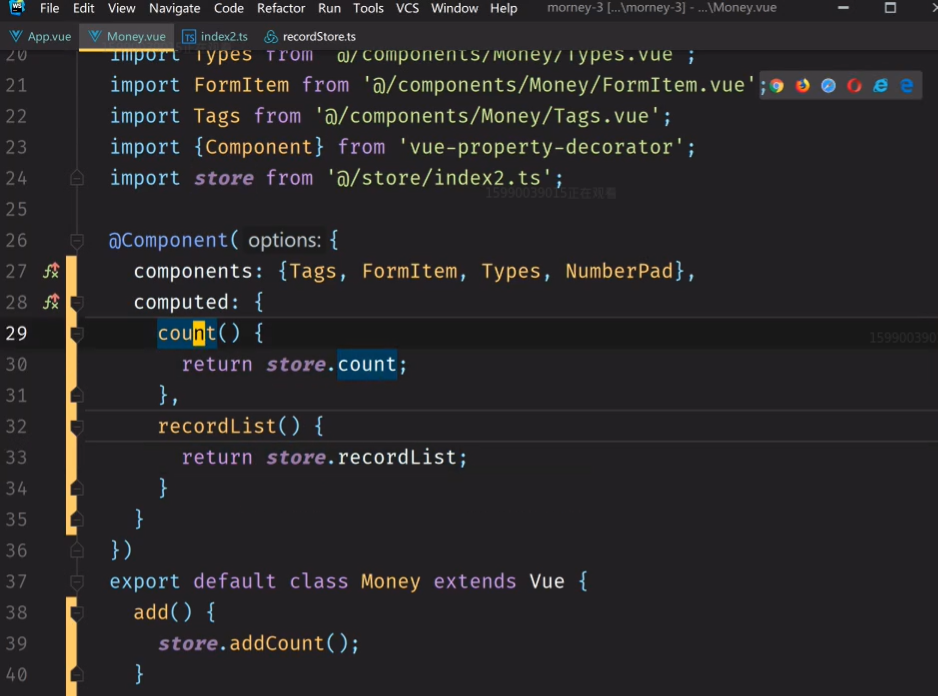 WS File Edit View Navigate Code Refactor Run Tools VCS Window Help morney-3 [...\morney-3] - ...\Money.vue
App.vue Money.vue TS index2.ts recordStore.ts
20 import Types from '@/components/Money/Types.vue';
21 import FormItem from '@/components/Money/FormItem.vue';
22 import Tags from '@/components/Money/Tags.vue';
23 import {Component} from 'vue-property-decorator';
24 import store from '@/store/index2.ts';
15990039015正在观看
25
26 @Component( options: {
27 components: {Tags, FormItem, Types, NumberPad},
28 computed: {
29 count() {
159900390
30 return store.count;
31 },
32 recordList() {
33 return store.recordList;
34 }
35 }
36 })
37 export default class Money extends Vue {
38 add() {
39 store.addCount();
40 }